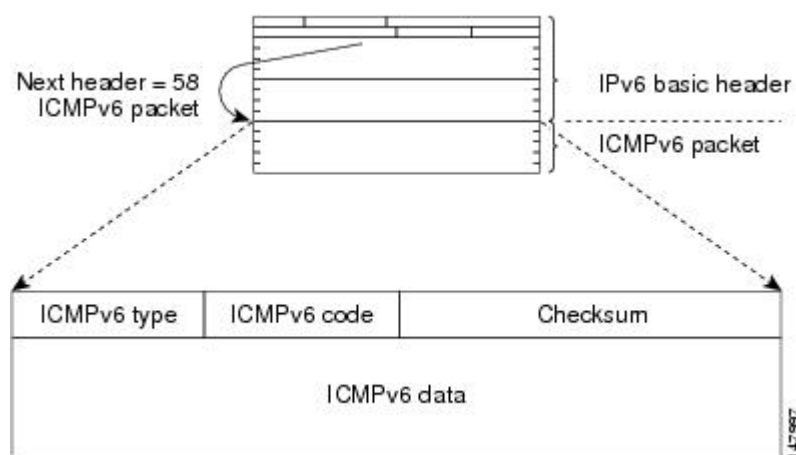 Next header = 58
ICMPv6 packet
IPv6 basic header
ICMPv6 packet
ICMPv6 type
ICMPv6 code
Checksum
ICMPv6 data